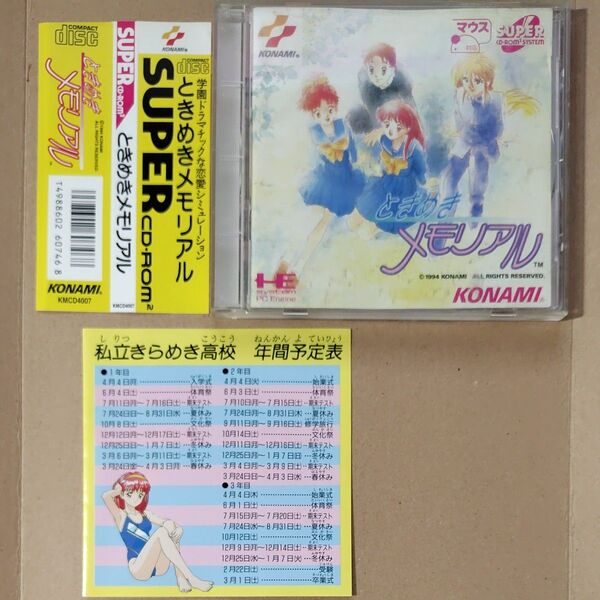 COMPACT
disc
ときめき
メモリアル
T4988602 607468
KONAMI
SUPER
CD-ROM²
ときめきメモリアル
KONAMI
KMCD4007
KONAMI
COMPACT
disc
学園ドラマチックな恋愛シミュレーション
ときめきメモリアル
SUPER
CD-ROM²
KONAMI
マウス
対応
SUPER
CD-ROM² SYSTEM
ときめき
メモリアル
TM
©1994 KONAMI ALL RIGHTS RESERVED.
HE
SYSTEM
PC Engine
KONAMI
私立きらめき高校 年間予定表
●1年目
4月4日(月)……入学式
6月4日(土)……体育祭
7月11日(月)～7月16日(土)…期末テスト
7月24日(日)～8月31日(水)…夏休み
10月8日(土)……文化祭
12月12日(月)～12月17日(土)…期末テスト
12月25日(日)～1月7日(土)…冬休み
3月6日(月)～3月11日(土)…期末テスト
3月24日(金)～4月3日(月)…春休み
●2年目
4月4日(火)……始業式
6月3日(土)……体育祭
7月10日(月)～7月15日(土)…期末テスト
7月24日(月)～8月31日(木)…夏休み
9月11日(月)～9月16日(土)修学旅行
10月14日(土)……文化祭
12月11日(月)～12月16日(土)…期末テスト
12月25日(月)～1月7日(日)…冬休み
3月4日(月)～3月9日(土)…期末テスト
3月24日(日)～4月3日(水)…春休み
●3年目
4月4日(木)……始業式
6月1日(土)……体育祭
7月15日(月)～7月20日(土)…期末テスト
7月24日(水)～8月31日(土)…夏休み
10月12日(土)……文化祭
12月9日(月)～12月14日(土)…期末テスト
12月25日(水)～1月7日(火)…冬休み
2月22日(土)……受験
3月1日(土)……卒業式